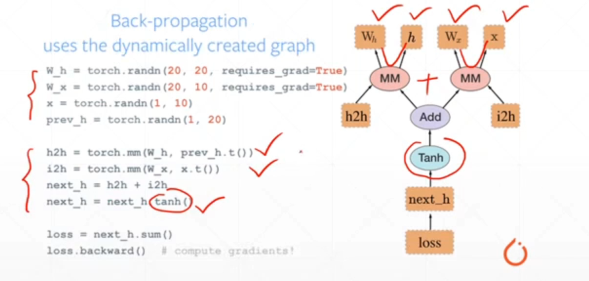 Back-propagation
uses the dynamically created graph
W_h = torch.randn(20, 20, requires_grad=True)
W_x = torch.randn(20, 10, requires_grad=True)
x = torch.randn(1, 10)
prev_h = torch.randn(1, 20)
h2h = torch.mm(W_h, prev_h.t())
i2h = torch.mm(W_x, x.t())
next_h = h2h + i2h
next_h = next_h.tanh()
loss = next_h.sum()
loss.backward() # compute gradients!
Wh h Wx x
MM + MM
h2h Add i2h
Tanh
next_h
loss